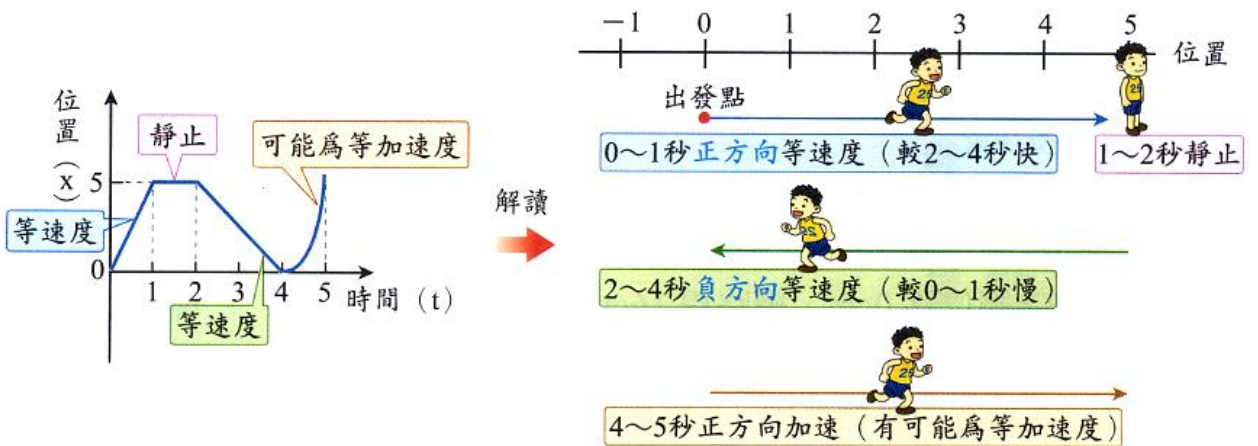 位置(x)
靜止
可能爲等加速度
5
等速度
0
1 2 3 4 5 時間(t)
等速度
解讀
-1 0 1 2 3 4 5 位置
出發點
0～1秒正方向等速度(較2～4秒快)
1～2秒靜止
2～4秒負方向等速度(較0～1秒慢)
4～5秒正方向加速(有可能爲等加速度)